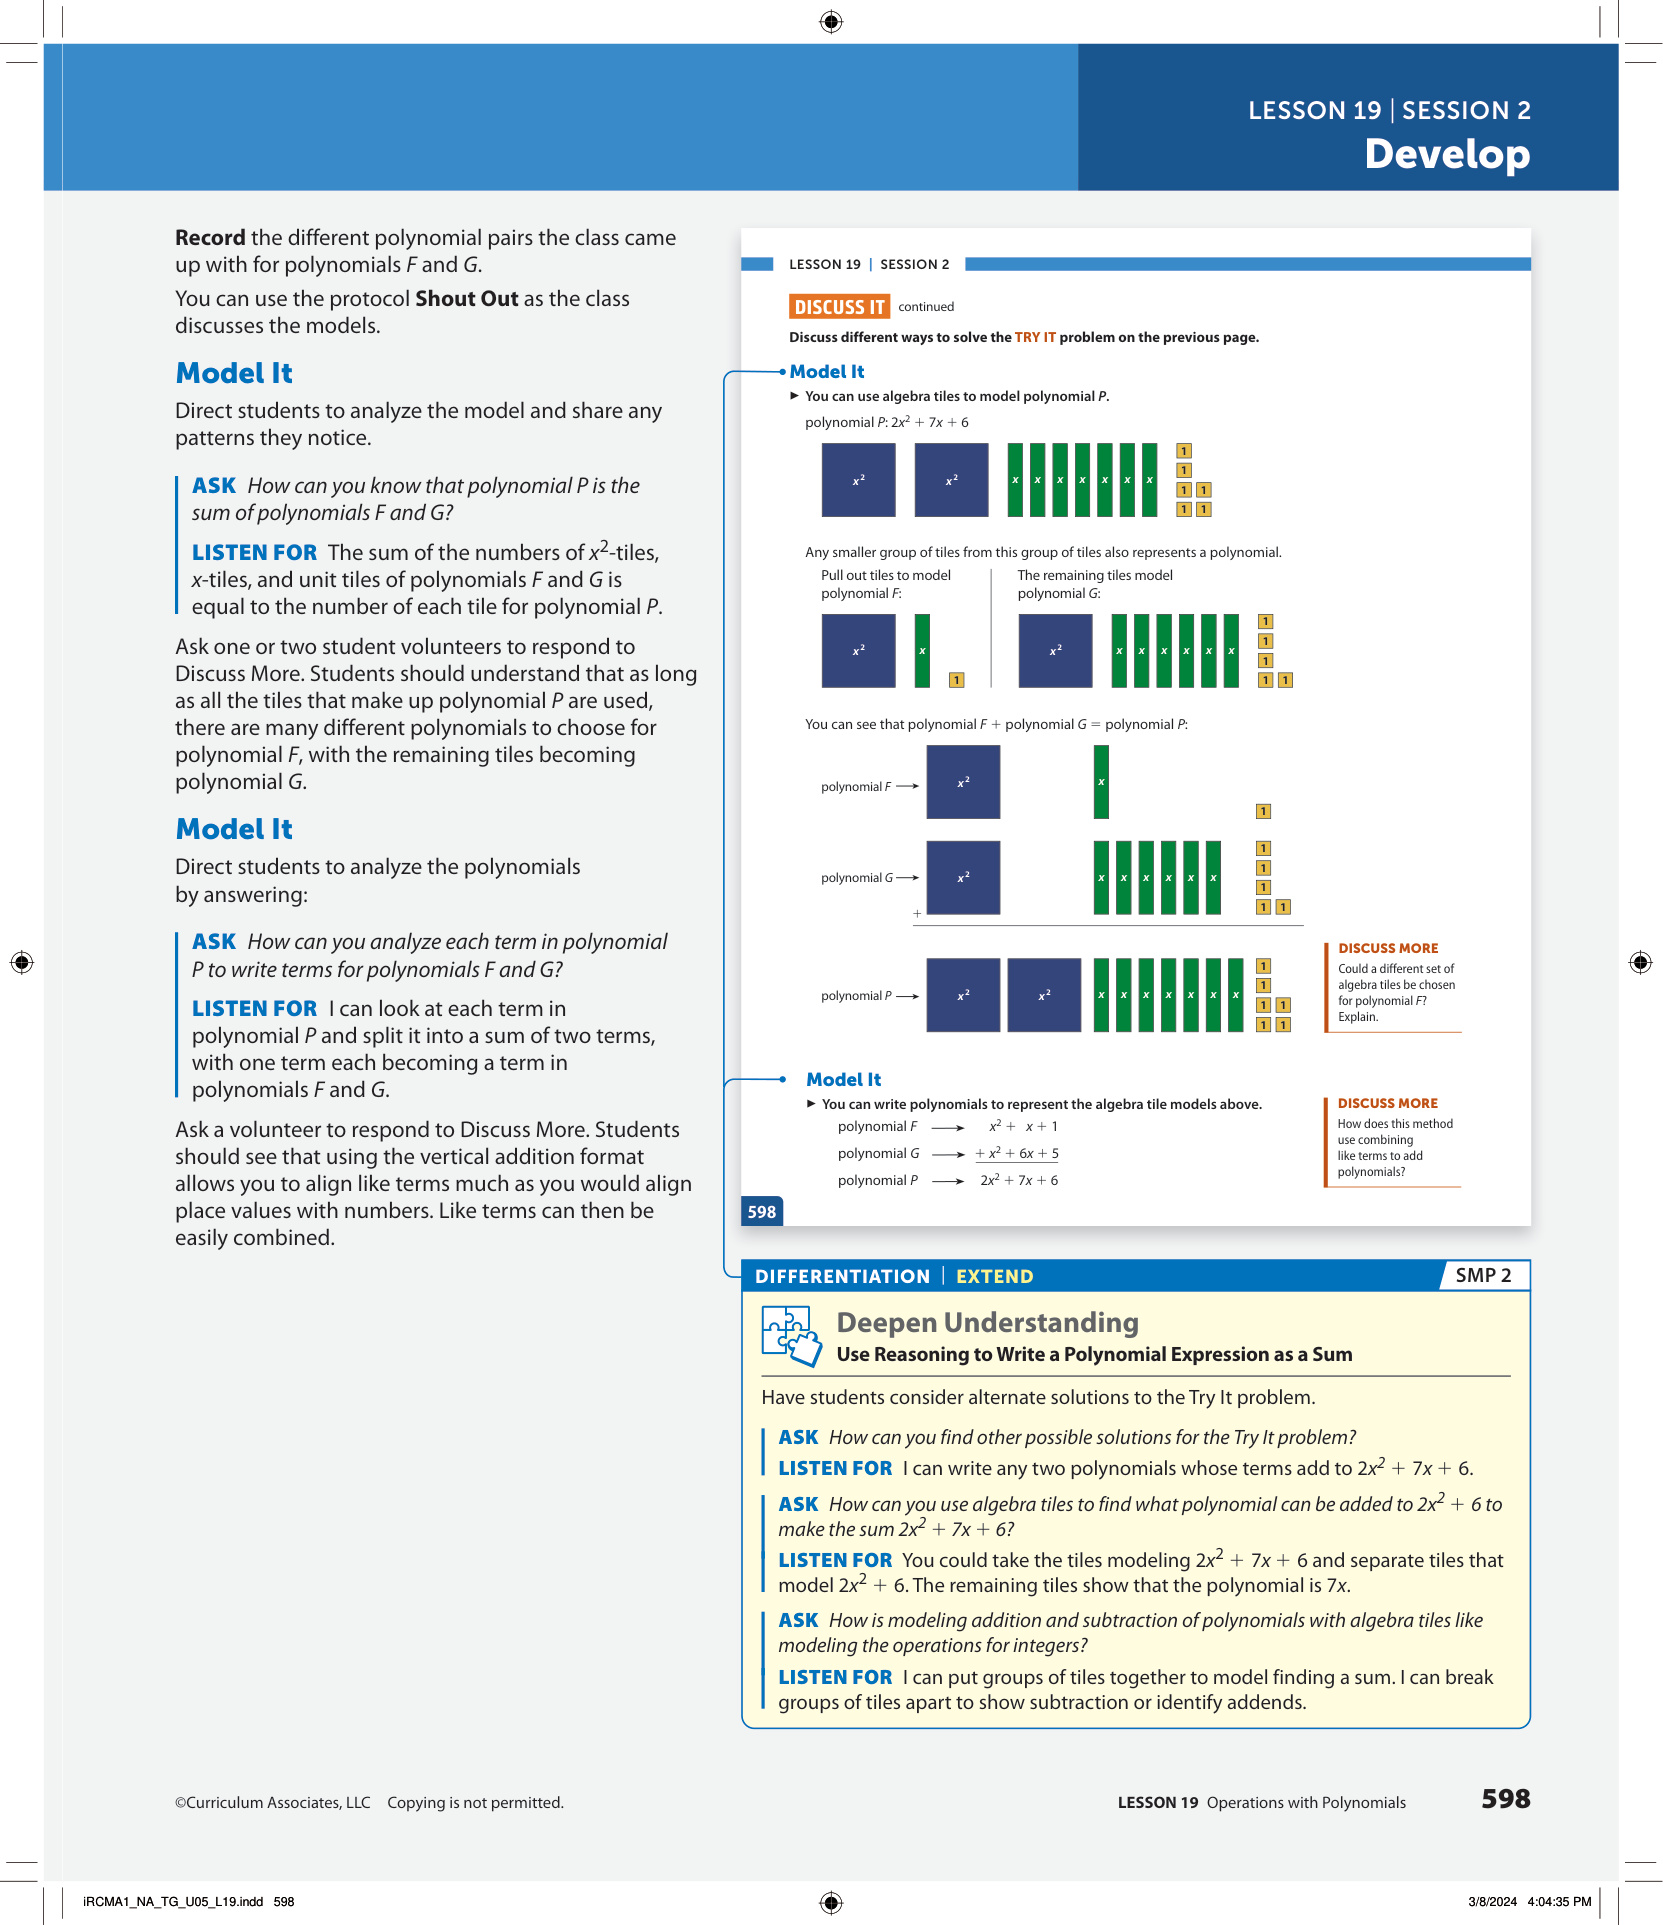 LESSON 19 | SESSION 2
Develop
Record the different polynomial pairs the class came
up with for polynomials F and G.
You can use the protocol Shout Out as the class
discusses the models.
Model It
Direct students to analyze the model and share any
patterns they notice.
ASK How can you know that polynomial P is the
sum of polynomials F and G?
LISTEN FOR The sum of the numbers of x²-tiles,
x-tiles, and unit tiles of polynomials F and G is
equal to the number of each tile for polynomial P.
Ask one or two student volunteers to respond to
Discuss More. Students should understand that as long
as all the tiles that make up polynomial P are used,
there are many different polynomials to choose for
polynomial F, with the remaining tiles becoming
polynomial G.
Model It
Direct students to analyze the polynomials
by answering:
ASK How can you analyze each term in polynomial
P to write terms for polynomials F and G?
LISTEN FOR I can look at each term in
polynomial P and split it into a sum of two terms,
with one term each becoming a term in
polynomials F and G.
Ask a volunteer to respond to Discuss More. Students
should see that using the vertical addition format
allows you to align like terms much as you would align
place values with numbers. Like terms can then be
easily combined.
LESSON 19 | SESSION 2
DISCUSS IT continued
Discuss different ways to solve the TRY IT problem on the previous page.
Model It
► You can use algebra tiles to model polynomial P.
polynomial P: 2x² + 7x + 6
x² x² x x x x x x x 1
1
1 1
1 1
Any smaller group of tiles from this group of tiles also represents a polynomial.
Pull out tiles to model
polynomial F:
x² x 1
The remaining tiles model
polynomial G:
x² x x x x x x 1
1
1
1 1
You can see that polynomial F + polynomial G = polynomial P:
polynomial F x² x 1
polynomial G x² x x x x x x 1
1
1
1 1
+
polynomial P x² x² x x x x x x x 1
1
1 1
1 1
DISCUSS MORE
Could a different set of
algebra tiles be chosen
for polynomial F?
Explain.
Model It
► You can write polynomials to represent the algebra tile models above.
polynomial F x² + x + 1
polynomial G + x² + 6x + 5
polynomial P 2x² + 7x + 6
DISCUSS MORE
How does this method
use combining
like terms to add
polynomials?
598
DIFFERENTIATION | EXTEND SMP 2
Deepen Understanding
Use Reasoning to Write a Polynomial Expression as a Sum
Have students consider alternate solutions to the Try It problem.
ASK How can you find other possible solutions for the Try It problem?
LISTEN FOR I can write any two polynomials whose terms add to 2x² + 7x + 6.
ASK How can you use algebra tiles to find what polynomial can be added to 2x² + 6 to
make the sum 2x² + 7x + 6?
LISTEN FOR You could take the tiles modeling 2x² + 7x + 6 and separate tiles that
model 2x² + 6. The remaining tiles show that the polynomial is 7x.
ASK How is modeling addition and subtraction of polynomials with algebra tiles like
modeling the operations for integers?
LISTEN FOR I can put groups of tiles together to model finding a sum. I can break
groups of tiles apart to show subtraction or identify addends.
©Curriculum Associates, LLC Copying is not permitted.
LESSON 19 Operations with Polynomials 598
iRCMA1_NA_TG_U05_L19.indd 598
3/8/2024 4:04:35 PM